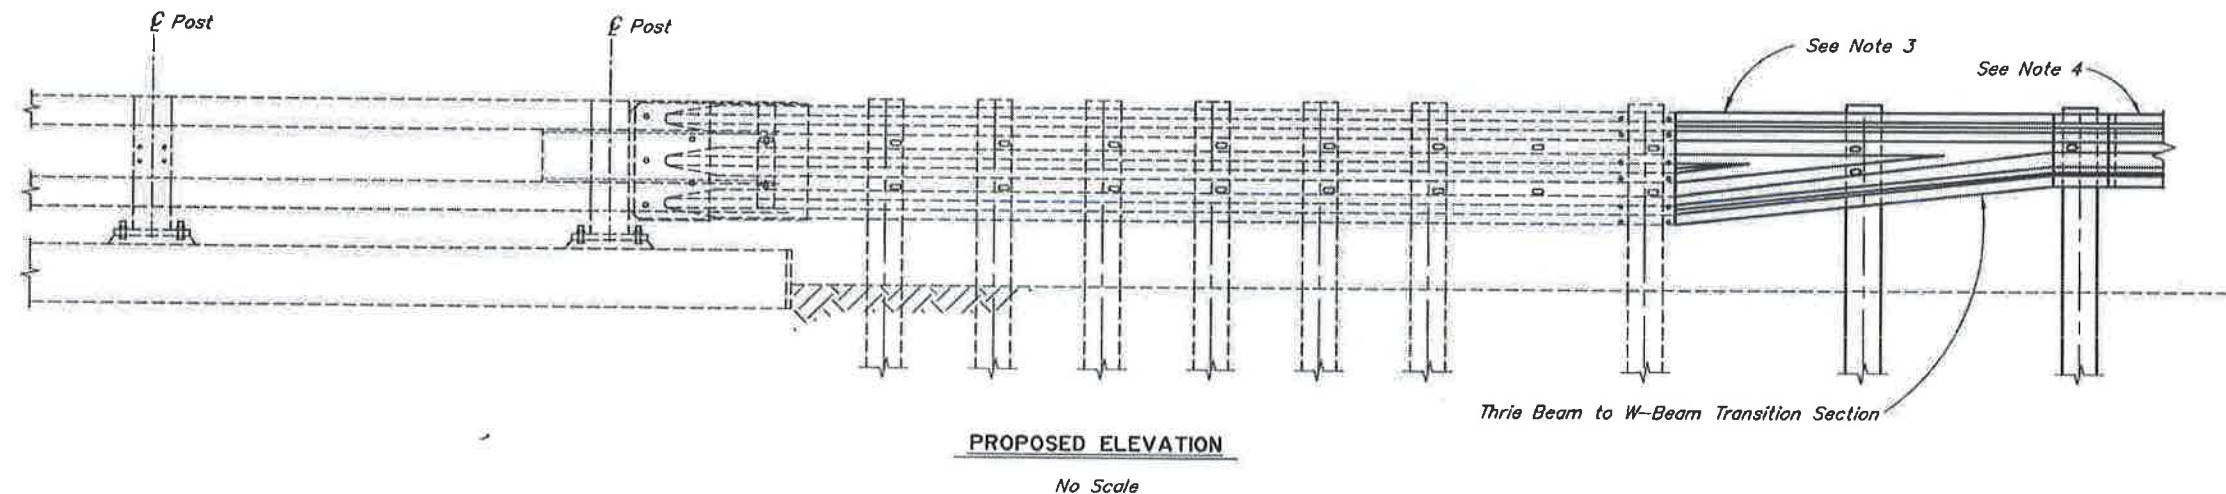 ℄ Post
℄ Post
See Note 3
See Note 4
Thrie Beam to W-Beam Transition Section
PROPOSED ELEVATION
No Scale